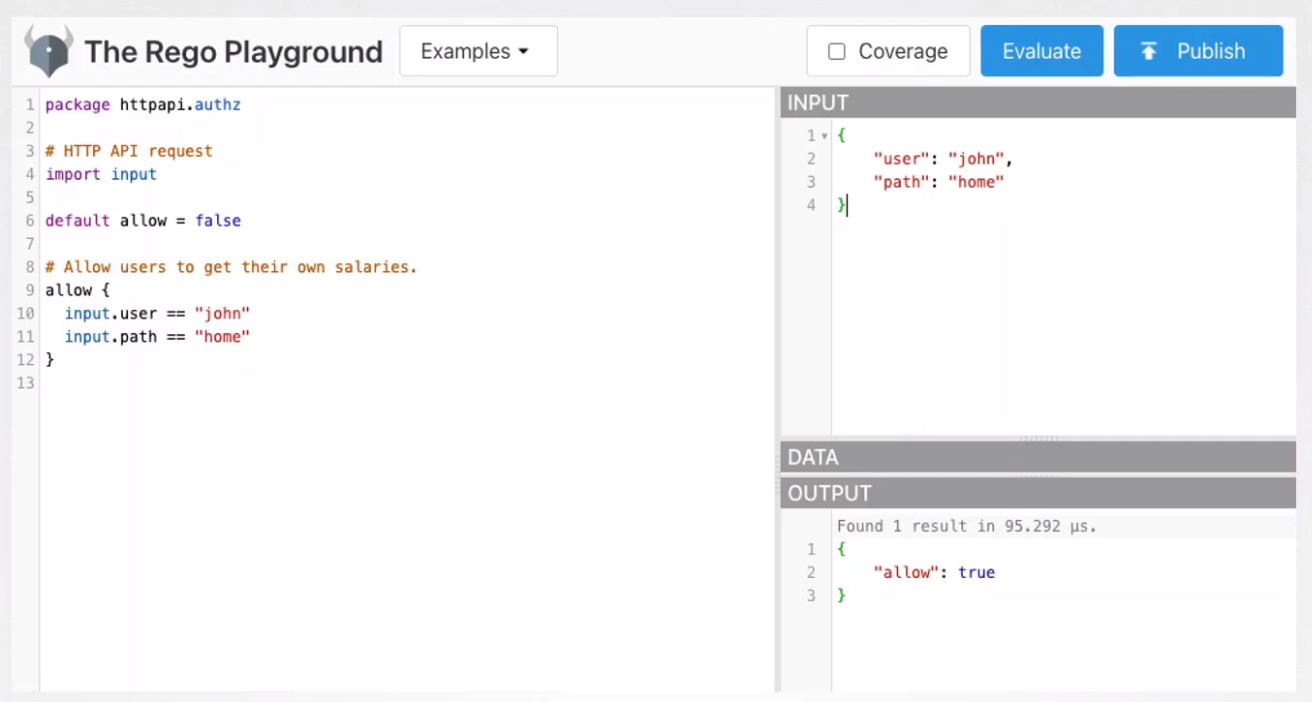 The Rego Playground
Examples
Coverage
Evaluate
Publish
1 package httpapi.authz
2
3 # HTTP API request
4 import input
5
6 default allow = false
7
8 # Allow users to get their own salaries.
9 allow {
10   input.user == "john"
11   input.path == "home"
12 }
13
INPUT
1 {
2     "user": "john",
3     "path": "home"
4 }
DATA
OUTPUT
Found 1 result in 95.292 µs.
1 {
2     "allow": true
3 }